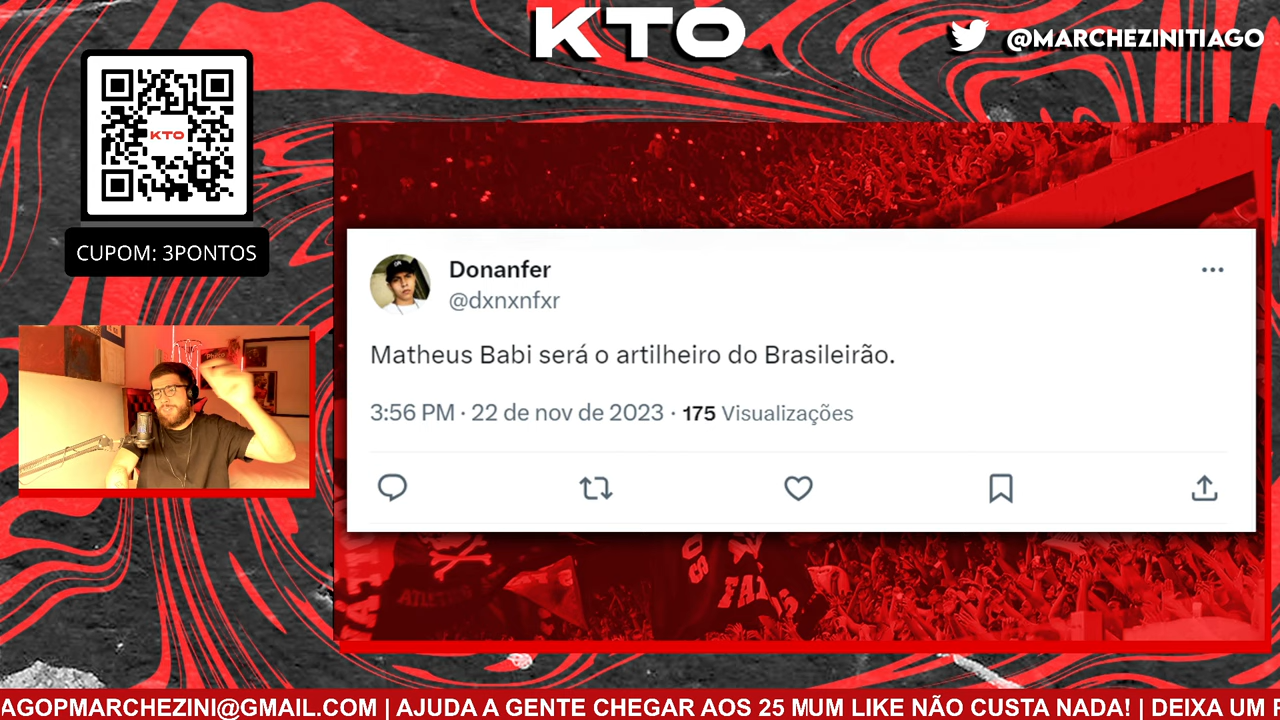 KTO
@MARCHEZINITIAGO
KTO
CUPOM: 3PONTOS
Donanfer
@dxnxnfxr
Matheus Babi será o artilheiro do Brasileirão.
3:56 PM · 22 de nov de 2023 · 175 Visualizações
AGOPMARCHEZINI@GMAIL.COM | AJUDA A GENTE CHEGAR AOS 25 MUM LIKE NÃO CUSTA NADA! | DEIXA UM